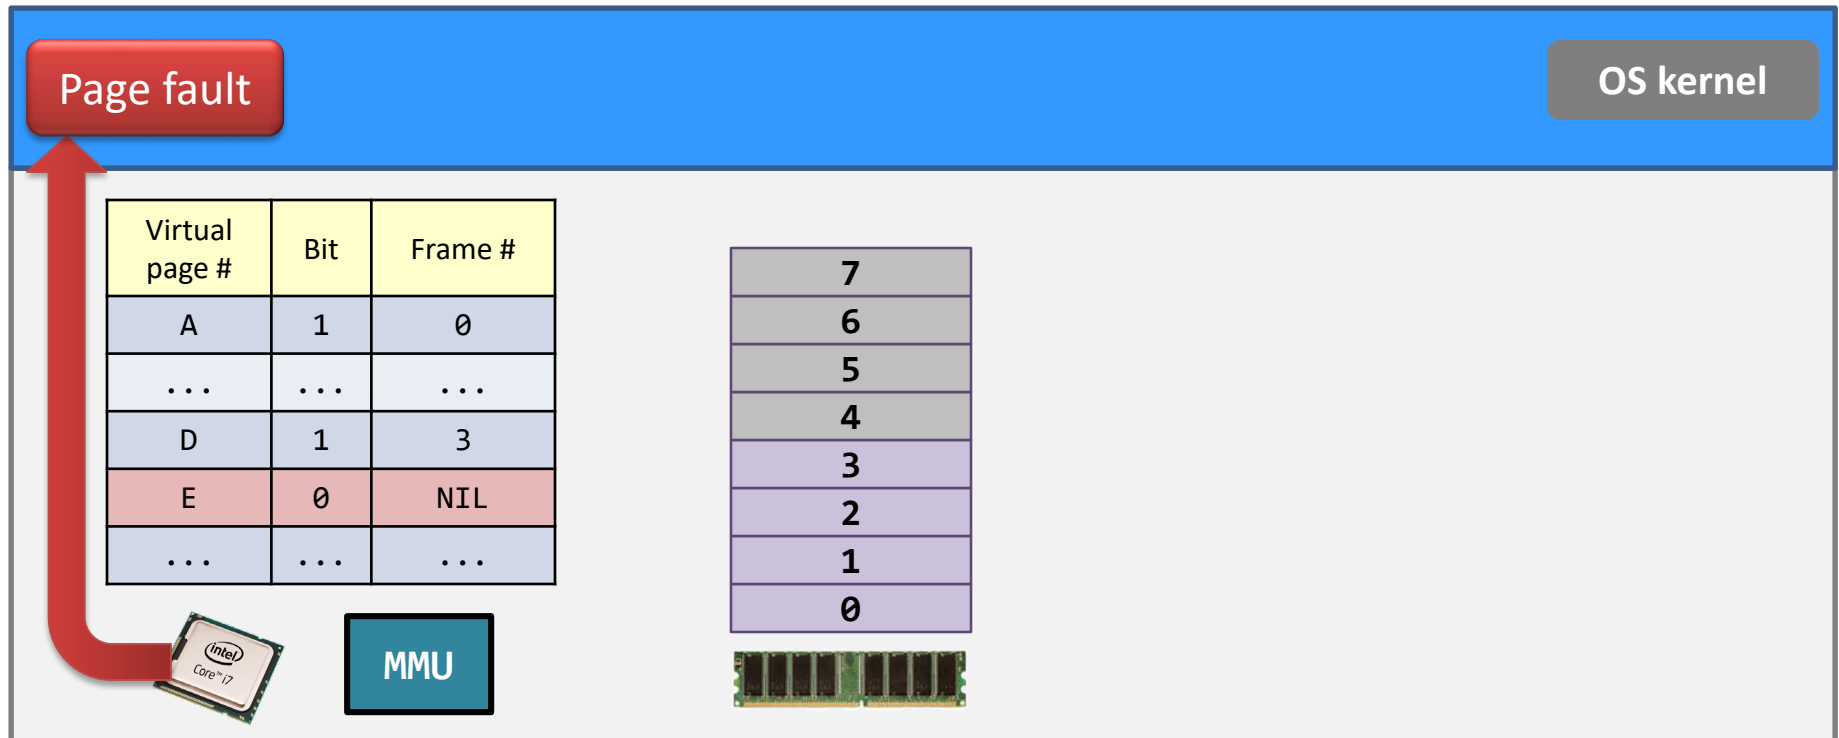 Page fault
OS kernel
Virtual
page #
Bit
Frame #
A
1
0
...
...
...
D
1
3
E
0
NIL
...
...
...
7
6
5
4
3
2
1
0
(intel)
Core™ i7
MMU